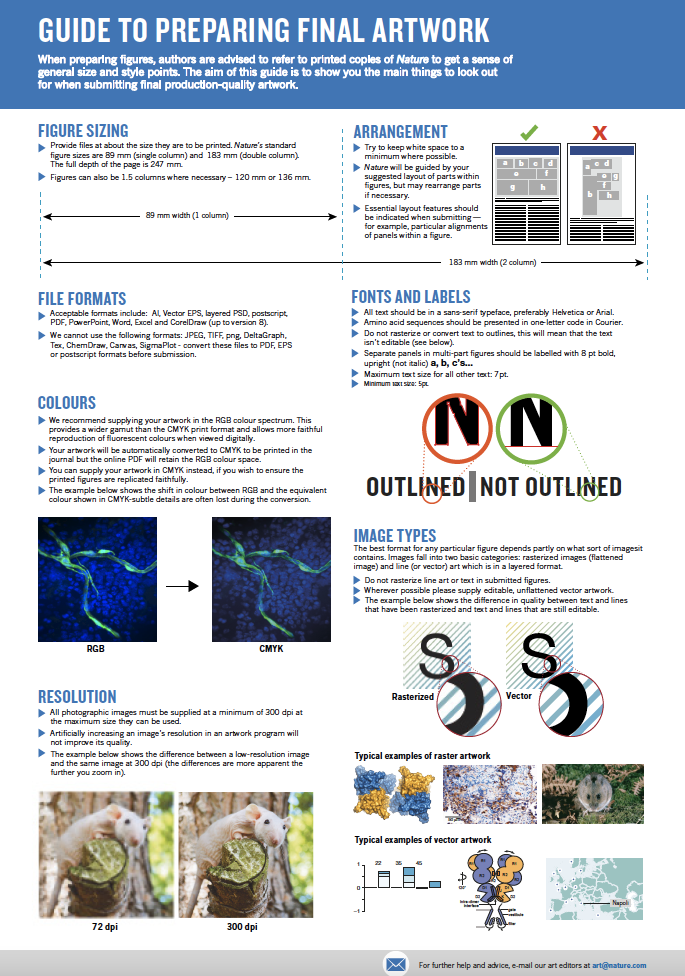 GUIDE TO PREPARING FINAL ARTWORK
When preparing figures, authors are advised to refer to printed copies of Nature to get a sense of
general size and style points. The aim of this guide is to show you the main things to look out
for when submitting final production-quality artwork.
FIGURE SIZING
Provide files at about the size they are to be printed. Nature's standard
figure sizes are 89 mm (single column) and 183 mm (double column).
The full depth of the page is 247 mm.
Figures can also be 1.5 columns where necessary – 120 mm or 136 mm.
89 mm width (1 column)
ARRANGEMENT
Try to keep white space to a
minimum where possible.
Nature will be guided by your
suggested layout of parts within
figures, but may rearrange parts
if necessary.
Essential layout features should
be indicated when submitting —
for example, particular alignments
of panels within a figure.
a b c d
e f
g h
a c d
e g
f
b h
183 mm width (2 column)
FILE FORMATS
Acceptable formats include: AI, Vector EPS, layered PSD, postscript,
PDF, PowerPoint, Word, Excel and CorelDraw (up to version 8).
We cannot use the following formats: JPEG, TIFF, png, DeltaGraph,
Tex, ChemDraw, Canvas, SigmaPlot - convert these files to PDF, EPS
or postscript formats before submission.
FONTS AND LABELS
All text should be in a sans-serif typeface, preferably Helvetica or Arial.
Amino acid sequences should be presented in one-letter code in Courier.
Do not rasterize or convert text to outlines, this will mean that the text
isn't editable (see below).
Separate panels in multi-part figures should be labelled with 8 pt bold,
upright (not italic) a, b, c's...
Maximum text size for all other text: 7pt.
Minimum text size: 5pt.
N N
OUTLINED NOT OUTLINED
COLOURS
We recommend supplying your artwork in the RGB colour spectrum. This
provides a wider gamut than the CMYK print format and allows more faithful
reproduction of fluorescent colours when viewed digitally.
Your artwork will be automatically converted to CMYK to be printed in the
journal but the online PDF will retain the RGB colour space.
You can supply your artwork in CMYK instead, if you wish to ensure the
printed figures are replicated faithfully.
The example below shows the shift in colour between RGB and the equivalent
colour shown in CMYK-subtle details are often lost during the conversion.
RGB
CMYK
IMAGE TYPES
The best format for any particular figure depends partly on what sort of imagesit
contains. Images fall into two basic categories: rasterized images (flattened
image) and line (or vector) art which is in a layered format.
Do not rasterize line art or text in submitted figures.
Wherever possible please supply editable, unflattened vector artwork.
The example below shows the difference in quality between text and lines
that have been rasterized and text and lines that are still editable.
S
Rasterized
S
Vector
RESOLUTION
All photographic images must be supplied at a minimum of 300 dpi at
the maximum size they can be used.
Artificially increasing an image's resolution in an artwork program will
not improve its quality.
The example below shows the difference between a low-resolution image
and the same image at 300 dpi (the differences are more apparent the
further you zoom in).
72 dpi
300 dpi
Typical examples of raster artwork
Typical examples of vector artwork
22 36 45
1
0
–1
Napoli
For further help and advice, e-mail our art editors at art@nature.com